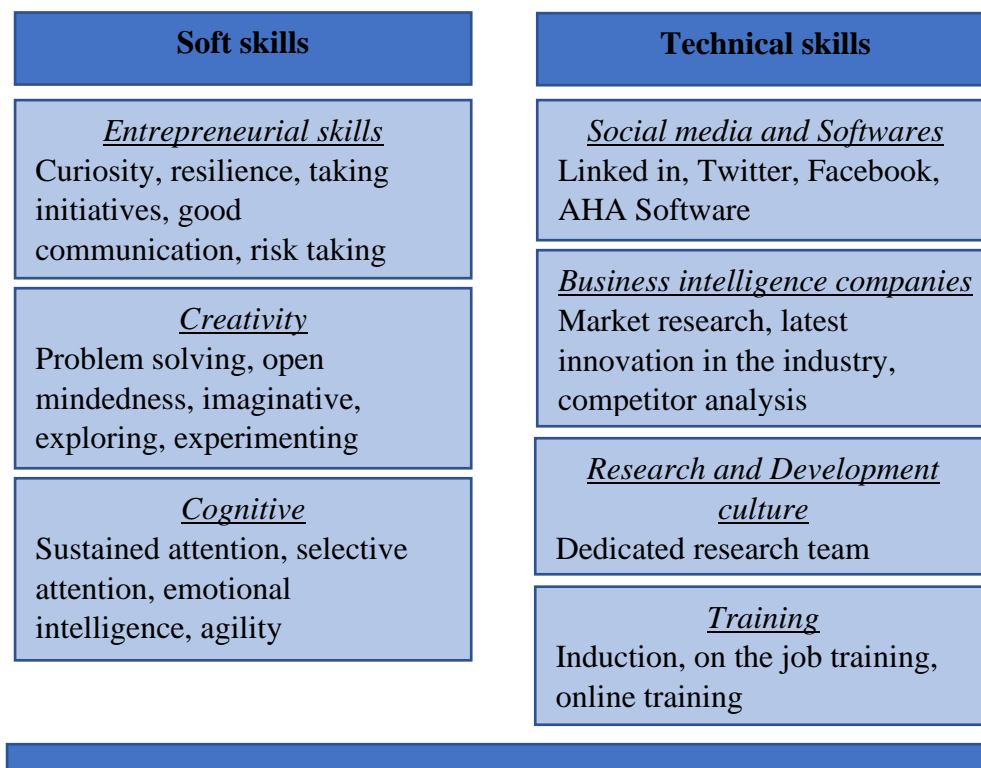 Soft skills
Entrepreneurial skills
Curiosity, resilience, taking
initiatives, good
communication, risk taking
Creativity
Problem solving, open
mindedness, imaginative,
exploring, experimenting
Cognitive
Sustained attention, selective
attention, emotional
intelligence, agility
Technical skills
Social media and Softwares
Linked in, Twitter, Facebook,
AHA Software
Business intelligence companies
Market research, latest
innovation in the industry,
competitor analysis
Research and Development
culture
Dedicated research team
Training
Induction, on the job training,
online training